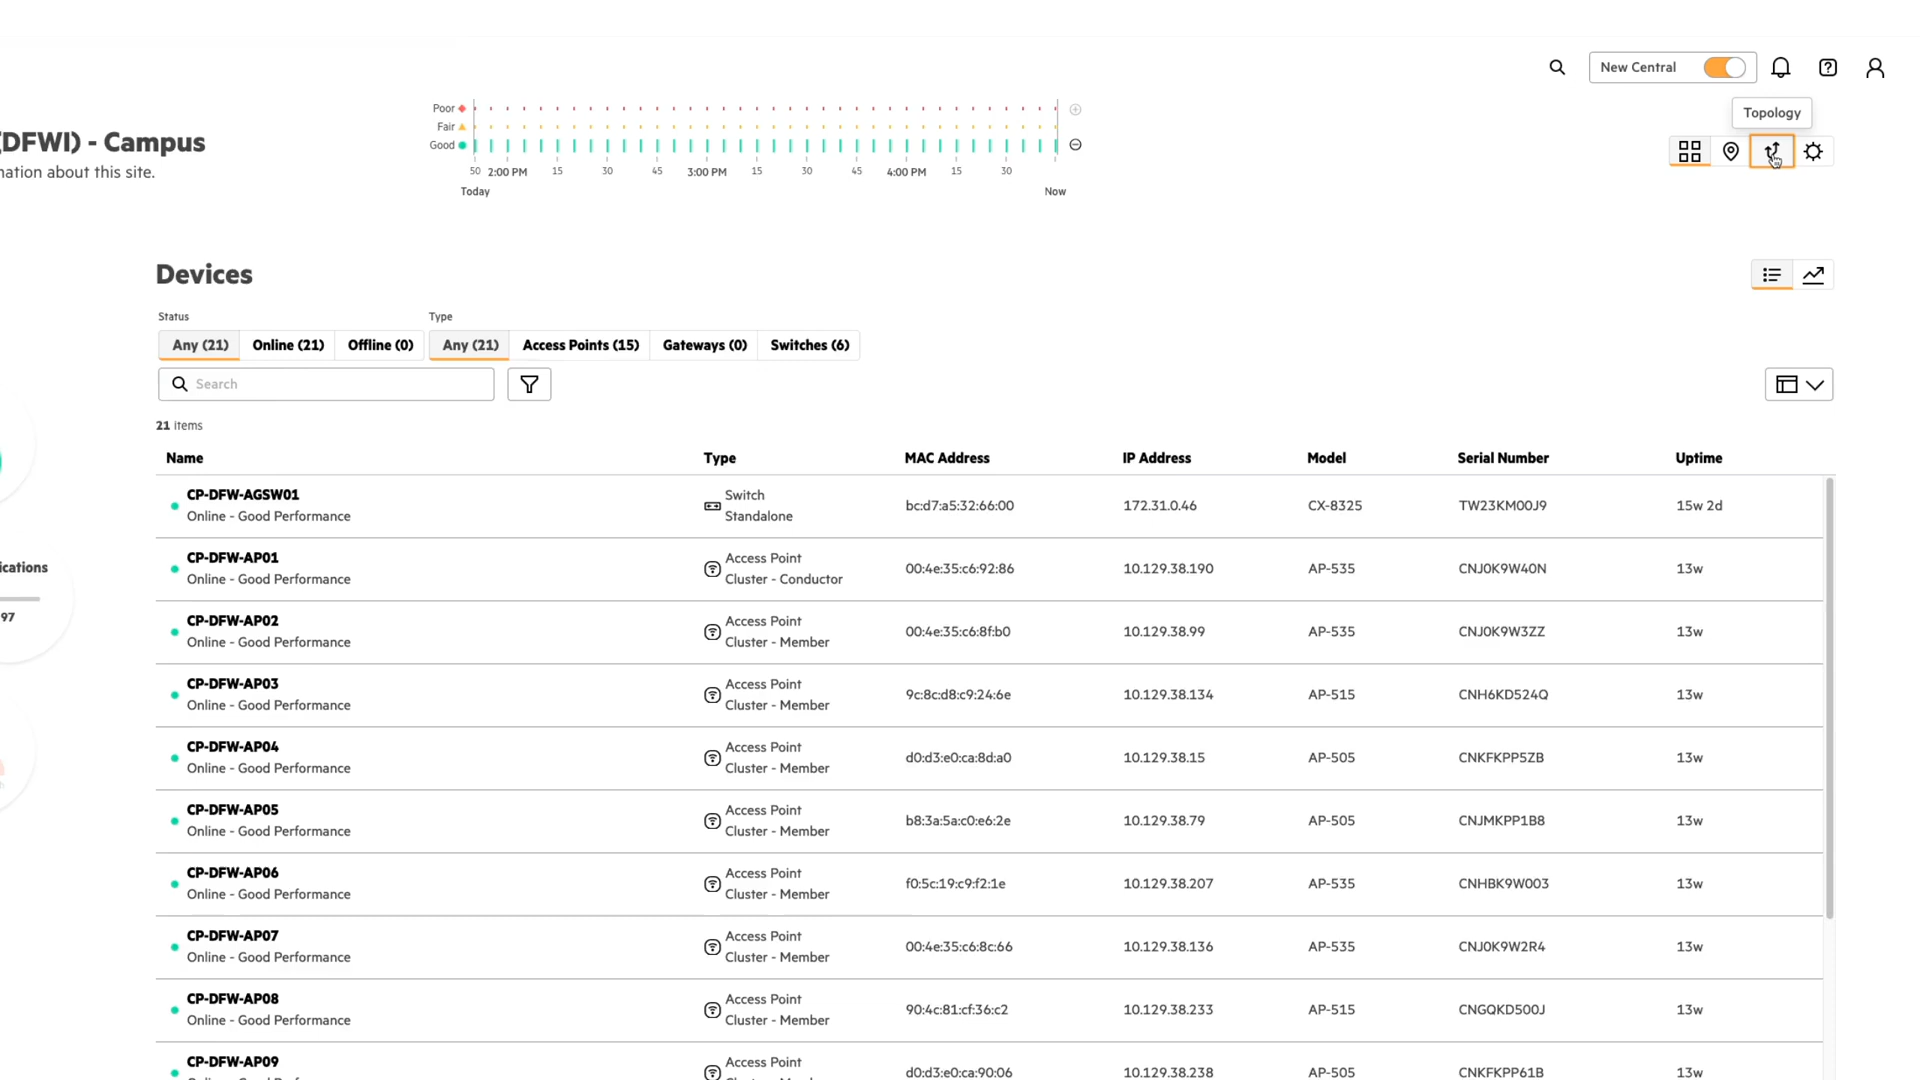 New Central
Topology
(DFWI) - Campus
mation about this site.
Poor
Fair
Good
50 2:00 PM 15 30 45 3:00 PM 15 30 45 4:00 PM 15 30
Today Now
Devices
Status Type
Any (21) Online (21) Offline (0) Any (21) Access Points (15) Gateways (0) Switches (6)
Search
21 items
Name Type MAC Address IP Address Model Serial Number Uptime
CP-DFW-AGSW01 Switch
Online - Good Performance Standalone bc:d7:a5:32:66:00 172.31.0.46 CX-8325 TW23KM00J9 15w 2d
CP-DFW-AP01 Access Point
Online - Good Performance Cluster - Conductor 00:4e:35:c6:92:86 10.129.38.190 AP-535 CNJ0K9W40N 13w
ications
97
CP-DFW-AP02 Access Point
Online - Good Performance Cluster - Member 00:4e:35:c6:8f:b0 10.129.38.99 AP-535 CNJ0K9W3ZZ 13w
CP-DFW-AP03 Access Point
Online - Good Performance Cluster - Member 9c:8c:d8:c9:24:6e 10.129.38.134 AP-515 CNH6KD524Q 13w
CP-DFW-AP04 Access Point
Online - Good Performance Cluster - Member d0:d3:e0:ca:8d:a0 10.129.38.15 AP-505 CNKFKPP5ZB 13w
CP-DFW-AP05 Access Point
Online - Good Performance Cluster - Member b8:3a:5a:c0:e6:2e 10.129.38.79 AP-505 CNJMKPP1B8 13w
CP-DFW-AP06 Access Point
Online - Good Performance Cluster - Member f0:5c:19:c9:f2:1e 10.129.38.207 AP-535 CNHBK9W003 13w
CP-DFW-AP07 Access Point
Online - Good Performance Cluster - Member 00:4e:35:c6:8c:66 10.129.38.136 AP-535 CNJ0K9W2R4 13w
CP-DFW-AP08 Access Point
Online - Good Performance Cluster - Member 90:4c:81:cf:36:c2 10.129.38.233 AP-515 CNGQKD500J 13w
CP-DFW-AP09 Access Point
d0:d3:e0:ca:90:06 10.129.38.238 AP-505 CNKFKPP61B 13w